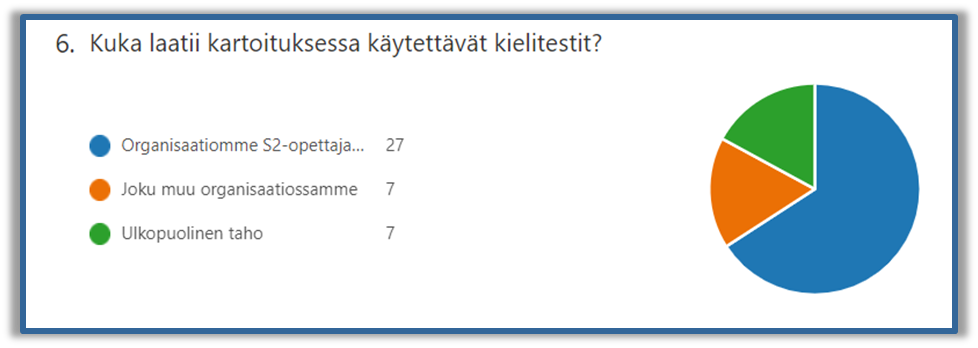 6. Kuka laatii kartoituksessa käytettävät kielitestit?
Organisaatiomme S2-opettaja... 27
Joku muu organisaatiossamme 7
Ulkopuolinen taho 7